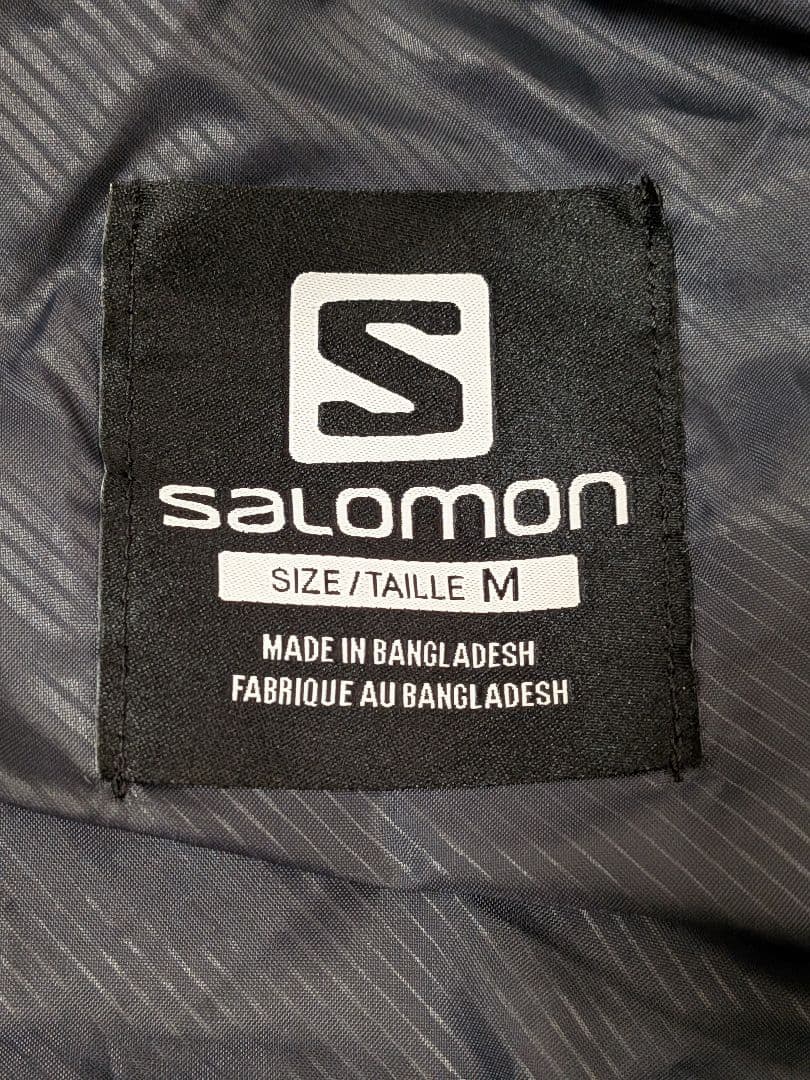 S
salomon
SIZE/TAILLE M
MADE IN BANGLADESH
FABRIQUE AU BANGLADESH